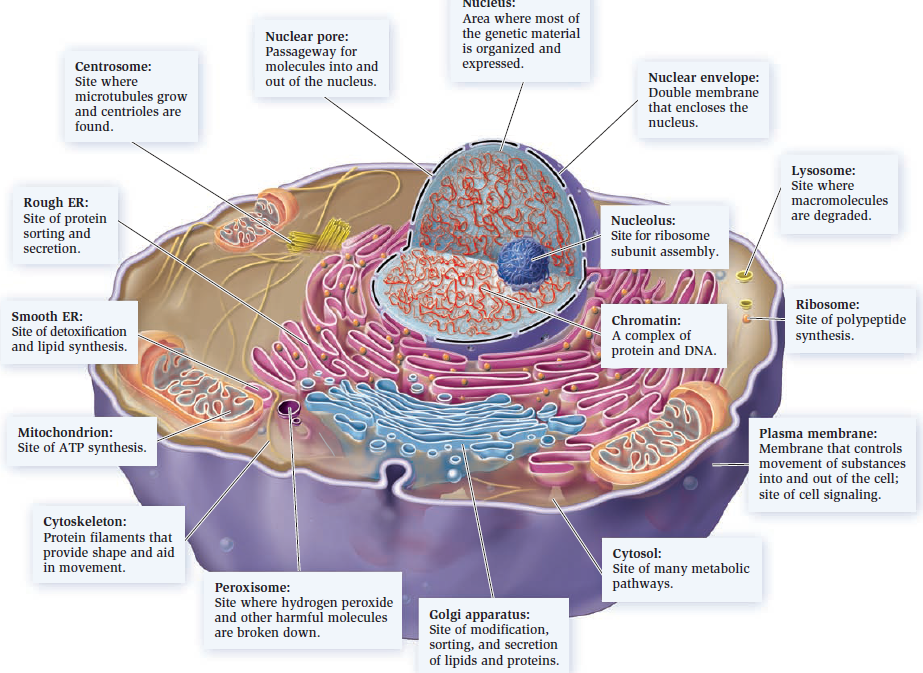 Nucleus:
Area where most of
the genetic material
is organized and
expressed.
Nuclear pore:
Passageway for
molecules into and
out of the nucleus.
Centrosome:
Site where
microtubules grow
and centrioles are
found.
Nuclear envelope:
Double membrane
that encloses the
nucleus.
Lysosome:
Site where
macromolecules
are degraded.
Rough ER:
Site of protein
sorting and
secretion.
Nucleolus:
Site for ribosome
subunit assembly.
Smooth ER:
Site of detoxification
and lipid synthesis.
Chromatin:
A complex of
protein and DNA.
Ribosome:
Site of polypeptide
synthesis.
Mitochondrion:
Site of ATP synthesis.
Plasma membrane:
Membrane that controls
movement of substances
into and out of the cell;
site of cell signaling.
Cytoskeleton:
Protein filaments that
provide shape and aid
in movement.
Cytosol:
Site of many metabolic
pathways.
Peroxisome:
Site where hydrogen peroxide
and other harmful molecules
are broken down.
Golgi apparatus:
Site of modification,
sorting, and secretion
of lipids and proteins.